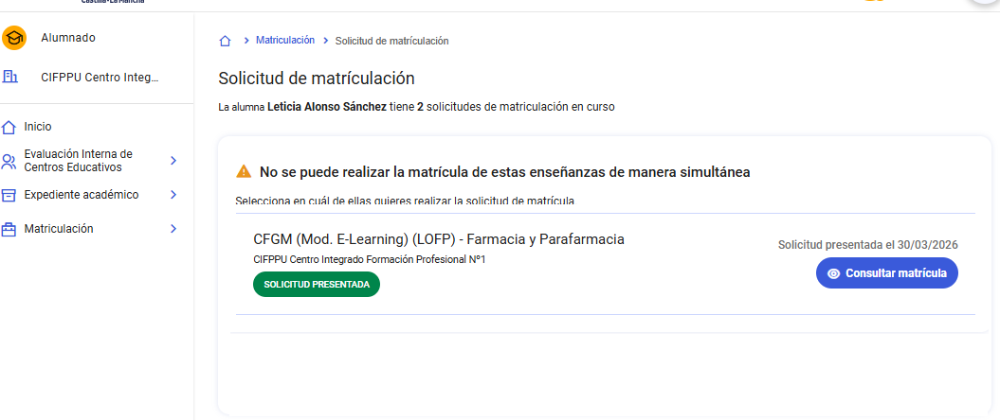 Castilla-La Mancha
Alumnado
CIFPPU Centro Integ...
Inicio
Evaluación Interna de
Centros Educativos
Expediente académico
Matriculación
Matriculación > Solicitud de matrículación
Solicitud de matrículación
La alumna Leticia Alonso Sánchez tiene 2 solicitudes de matriculación en curso
No se puede realizar la matrícula de estas enseñanzas de manera simultánea
Selecciona en cuál de ellas quieres realizar la solicitud de matrícula
CFGM (Mod. E-Learning) (LOFP) - Farmacia y Parafarmacia
CIFPPU Centro Integrado Formación Profesional Nº1
SOLICITUD PRESENTADA
Solicitud presentada el 30/03/2026
Consultar matrícula